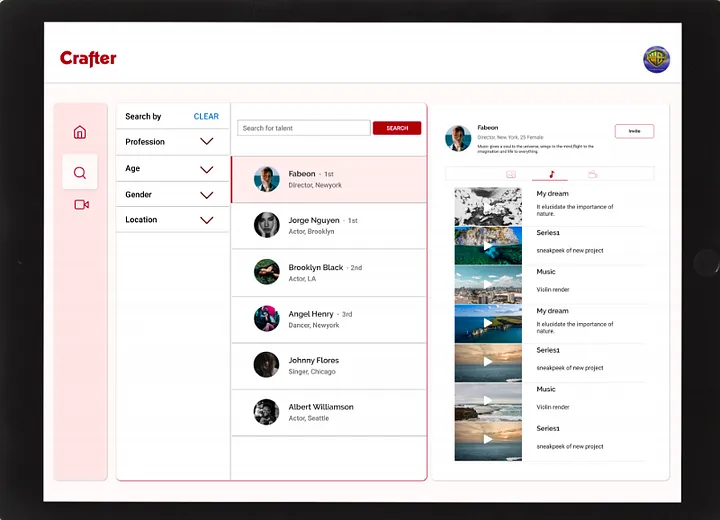 Crafter
Search by
CLEAR
Profession
Age
Gender
Location
Search for talent
SEARCH
Fabeon - 1st
Director, Newyork
Jorge Nguyen - 1st
Actor, Brooklyn
Brooklyn Black - 2nd
Actor, LA
Angel Henry - 3rd
Dancer, Newyork
Johnny Flores
Singer, Chicago
Albert Williamson
Actor, Seattle
Fabeon
Director, New York, 25 Female
Music gives a soul to the universe, wings to the mind,flight to the
imagination and life to everything.
Invite
My dream
It elucidate the importance of
nature.
Series1
sneakpeek of new project
Music
Violin render
My dream
It elucidate the importance of
nature.
Series1
sneakpeek of new project
Music
Violin render
Series1
sneakpeek of new project